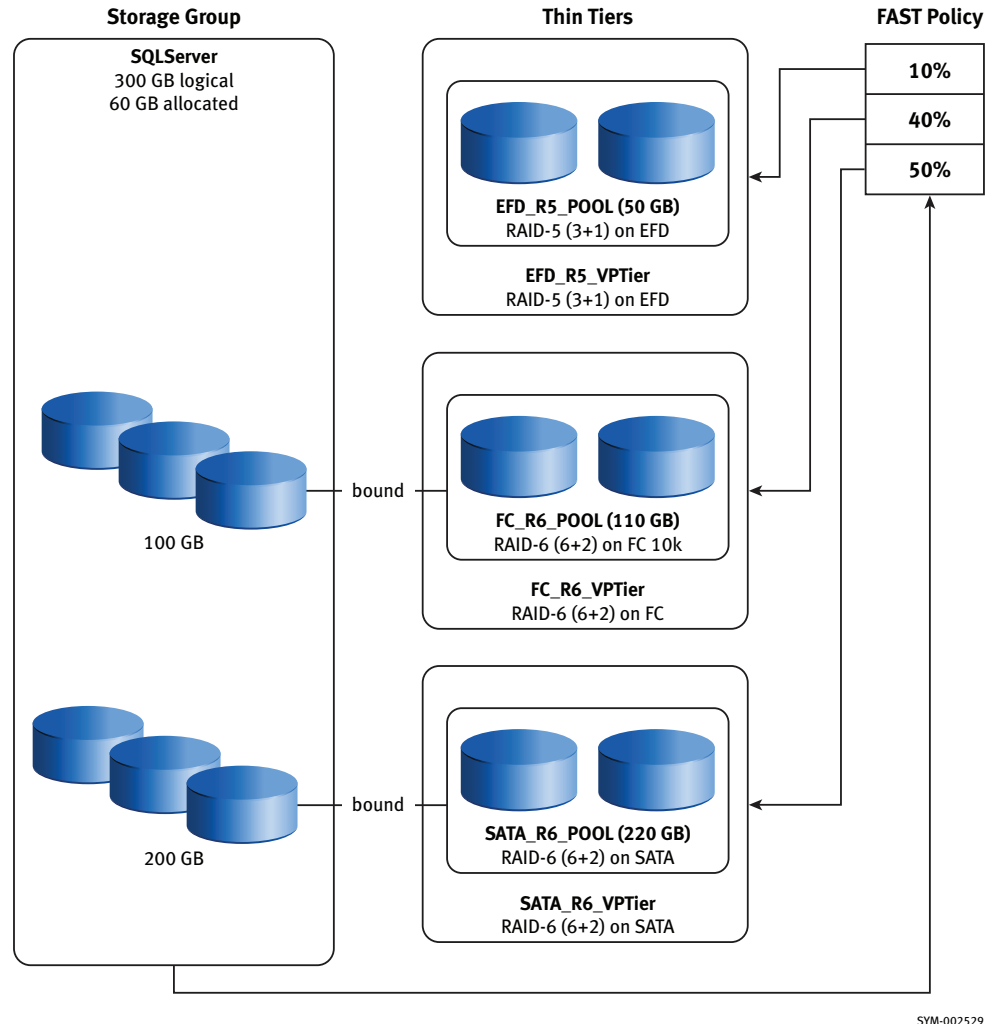 Storage Group
Thin Tiers
FAST Policy
SQLServer
300 GB logical
60 GB allocated
10%
40%
50%
EFD_R5_POOL (50 GB)
RAID-5 (3+1) on EFD
EFD_R5_VPTier
RAID-5 (3+1) on EFD
bound
100 GB
FC_R6_POOL (110 GB)
RAID-6 (6+2) on FC 10k
FC_R6_VPTier
RAID-6 (6+2) on FC
bound
200 GB
SATA_R6_POOL (220 GB)
RAID-6 (6+2) on SATA
SATA_R6_VPTier
RAID-6 (6+2) on SATA
SYM-002529